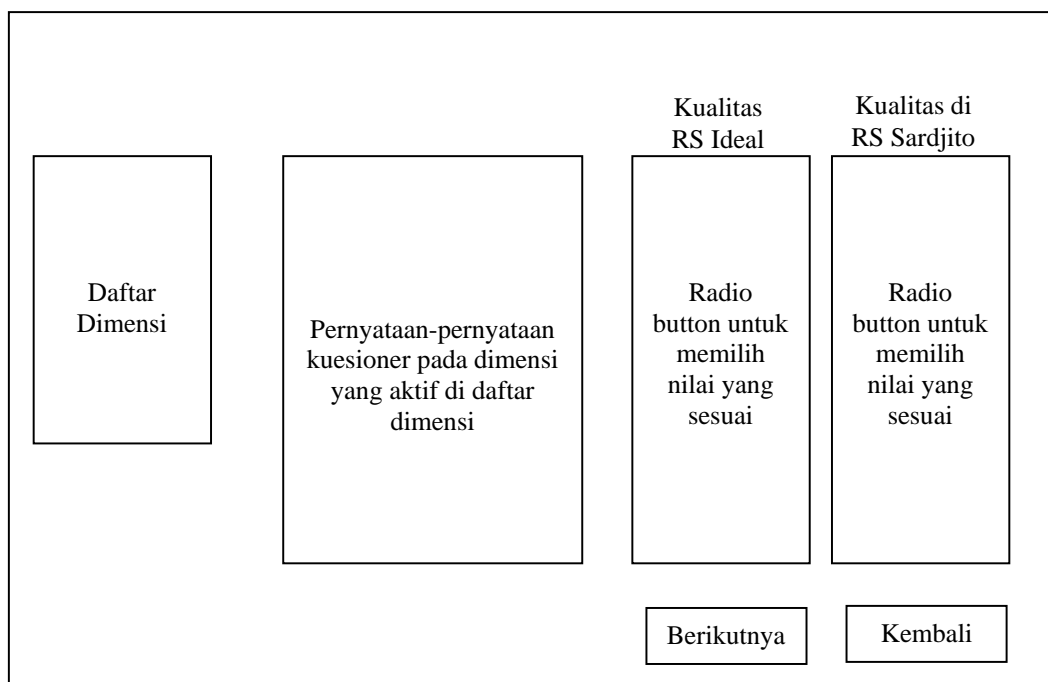 Kualitas
RS Ideal
Kualitas di
RS Sardjito
Daftar
Dimensi
Pernyataan-pernyataan
kuesioner pada dimensi
yang aktif di daftar
dimensi
Radio
button untuk
memilih
nilai yang
sesuai
Radio
button untuk
memilih
nilai yang
sesuai
Berikutnya
Kembali